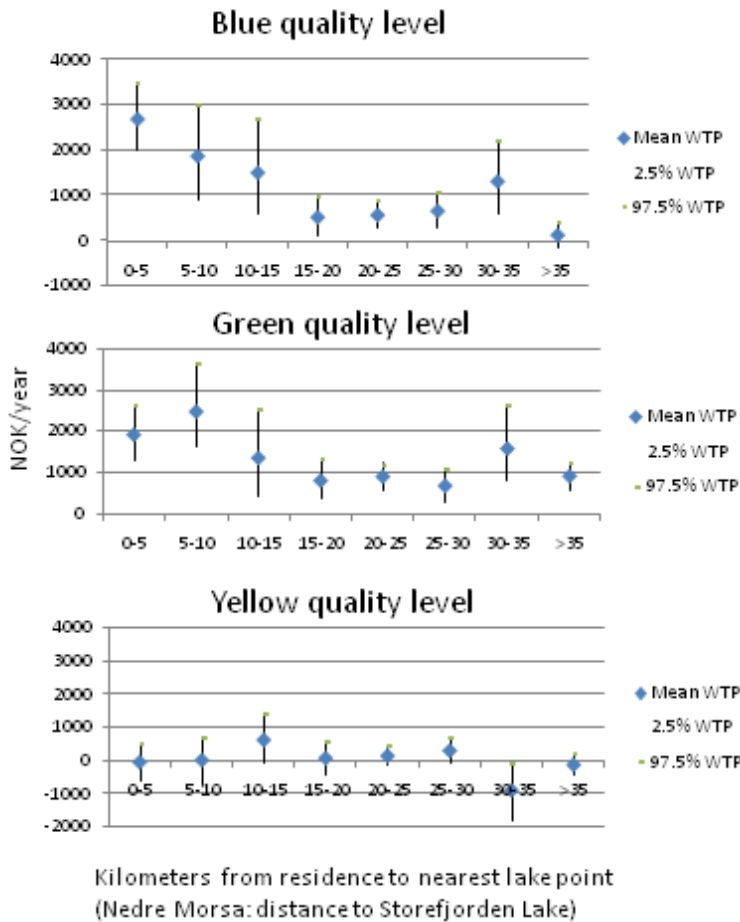 Blue quality level
4000
3000
2000
1000
0
-1000
0-5 5-10 10-15 15-20 20-25 25-30 30-35 >35
Mean WTP
2.5% WTP
97.5% WTP
Green quality level
NOK/year
4000
3000
2000
1000
0
0-5 5-10 10-15 15-20 20-25 25-30 30-35 >35
Mean WTP
2.5% WTP
97.5% WTP
Yellow quality level
4000
3000
2000
1000
0
-1000
-2000
0-5 5-10 10-15 15-20 20-25 25-30 30-35 >35
Mean WTP
2.5% WTP
97.5% WTP
Kilometers from residence to nearest lake point
(Nedre Morsa: distance to Storefjorden Lake)